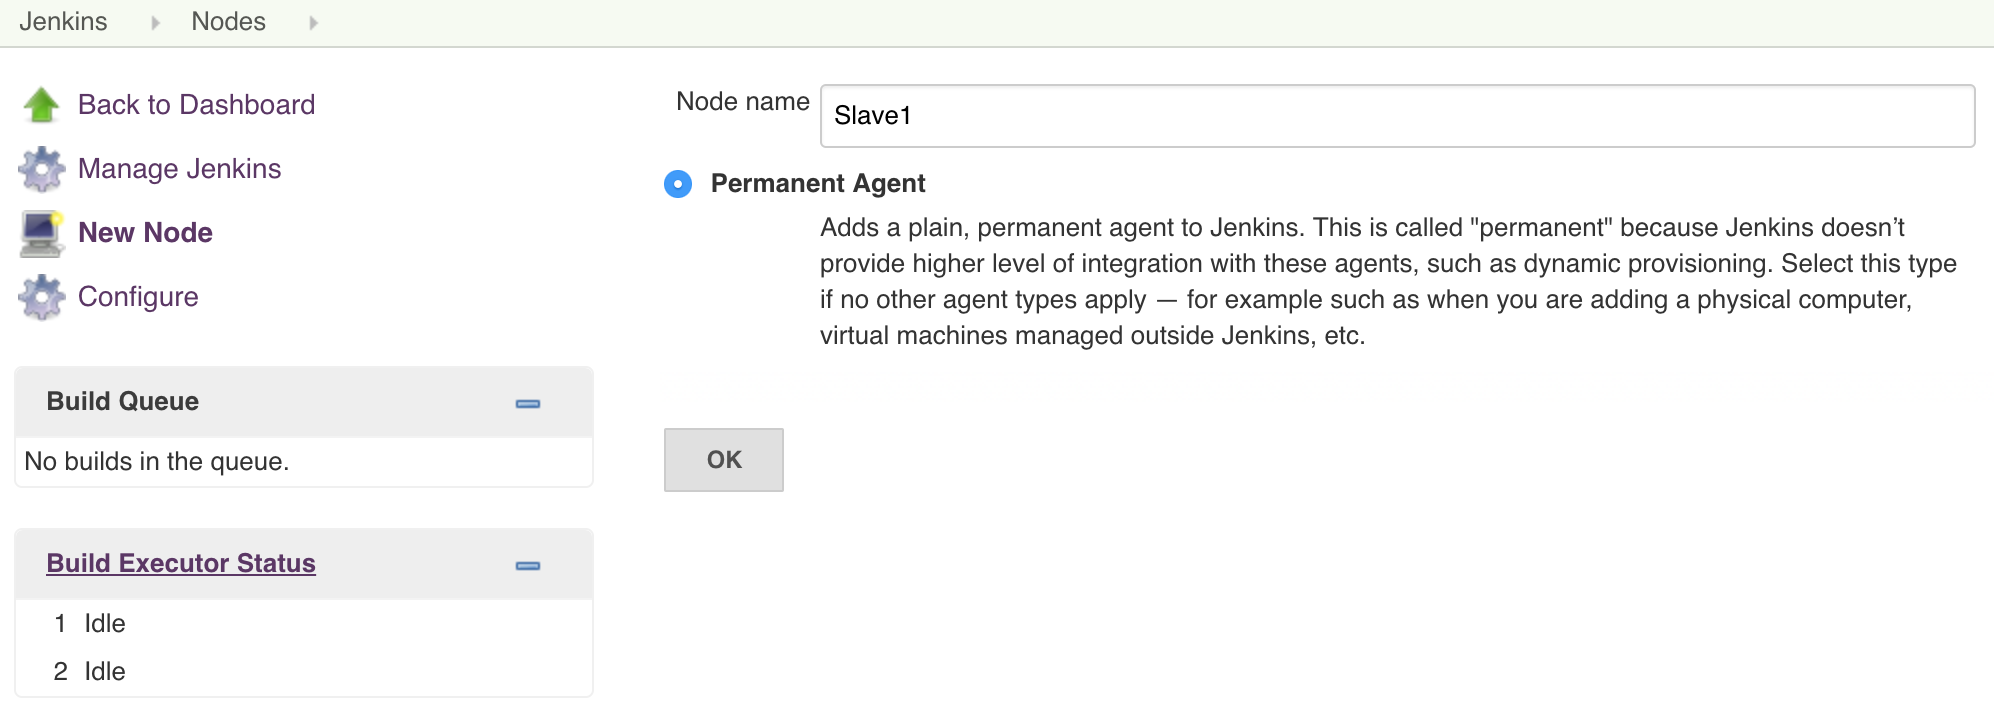 Jenkins Nodes
Back to Dashboard
Manage Jenkins
New Node
Configure
Build Queue
No builds in the queue.
Build Executor Status
1 Idle
2 Idle
Node name Slave1
Permanent Agent
Adds a plain, permanent agent to Jenkins. This is called "permanent" because Jenkins doesn’t
provide higher level of integration with these agents, such as dynamic provisioning. Select this type
if no other agent types apply — for example such as when you are adding a physical computer,
virtual machines managed outside Jenkins, etc.
OK